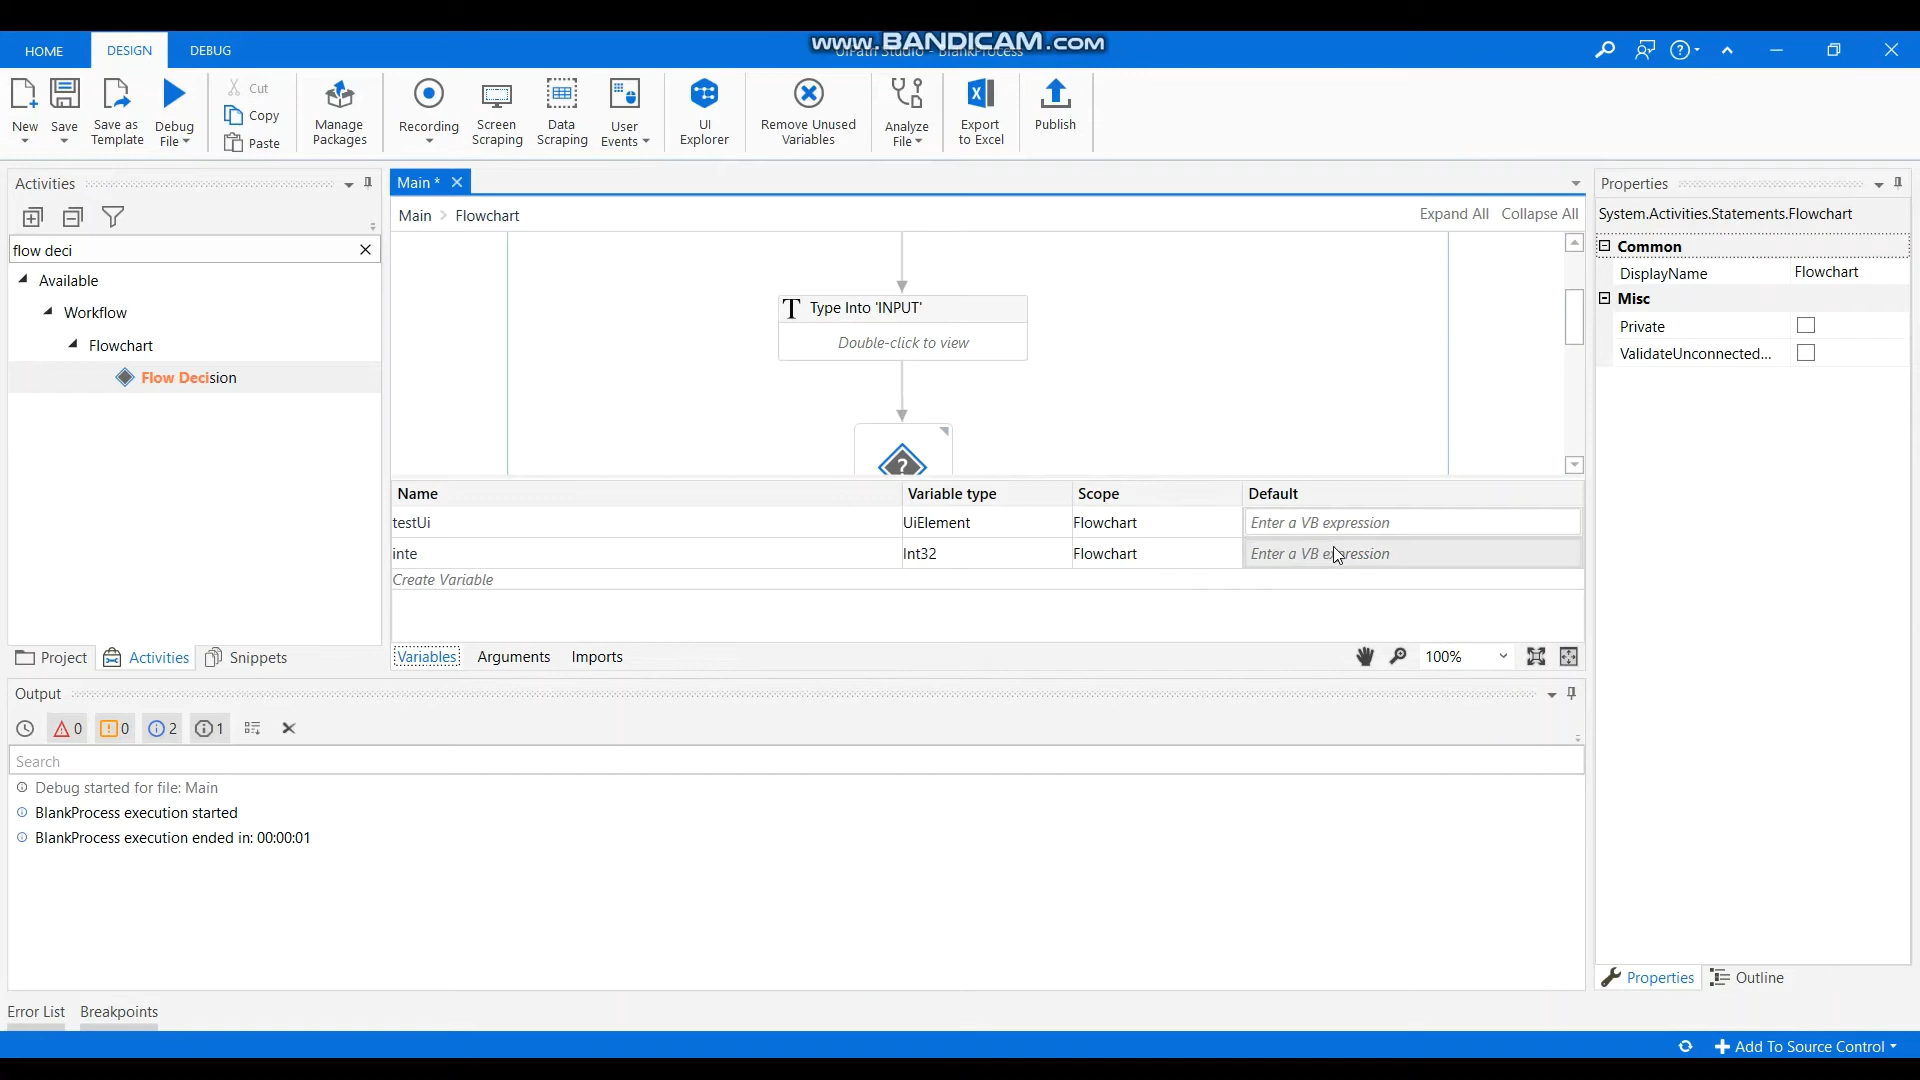 www.BANDICAM.com
HOME
DESIGN
DEBUG
UiPath Studio - BlankProcess
New
Save
Save as
Template
Debug
File
Cut
Copy
Paste
Manage
Packages
Recording
Screen
Scraping
Data
Scraping
User
Events
UI
Explorer
Remove Unused
Variables
Analyze
File
Export
to Excel
Publish
Activities
flow deci
Available
Workflow
Flowchart
Flow Decision
Project
Activities
Snippets
Main *
Main > Flowchart
Expand All
Collapse All
Type Into 'INPUT'
Double-click to view
Name Variable type Scope Default
testUi UiElement Flowchart Enter a VB expression
inte Int32 Flowchart Enter a VB expression
Create Variable
Variables
Arguments
Imports
100%
Properties
System.Activities.Statements.Flowchart
Common
DisplayName Flowchart
Misc
Private
ValidateUnconnected...
Properties
Outline
Output
0
0
2
1
Search
Debug started for file: Main
BlankProcess execution started
BlankProcess execution ended in: 00:00:01
Error List
Breakpoints
Add To Source Control